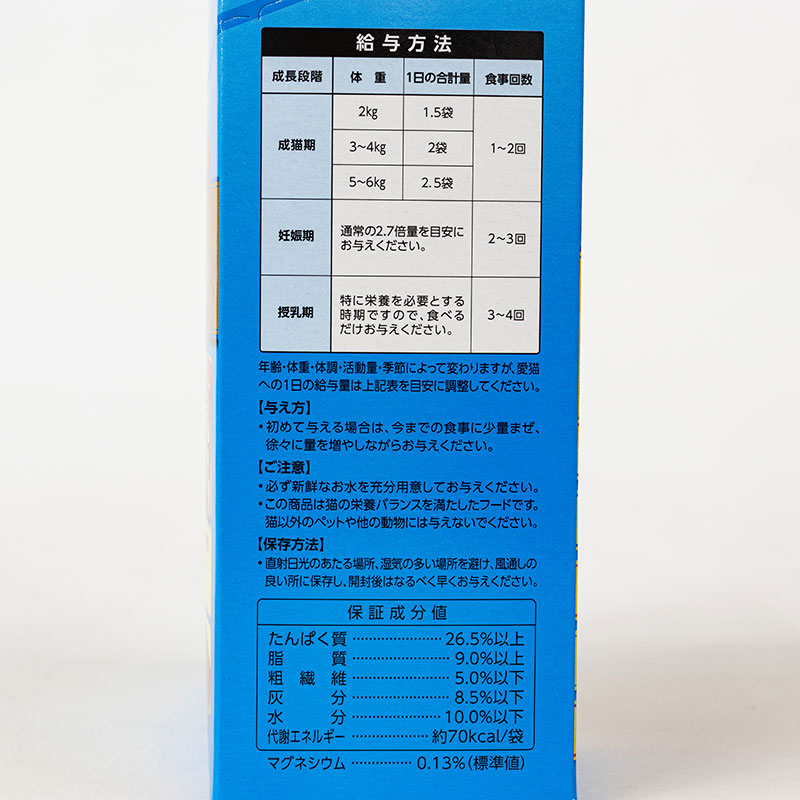 給与方法
成長段階 体重 1日の合計量 食事回数
成猫期 2kg 1.5袋 1~2回
3~4kg 2袋
5~6kg 2.5袋
妊娠期 通常の2.7倍量を目安に 2~3回
お与えください。
授乳期 特に栄養を必要とする 3~4回
時期ですので、食べる
だけお与えください。
年齢・体重・体調・活動量・季節によって変わりますが、愛猫
への1日の給与量は上記表を目安に調整してください。
【与え方】
・初めて与える場合は、今までの食事に少量まぜ、
徐々に量を増やしながらお与えください。
【ご注意】
・必ず新鮮なお水を充分用意してお与えください。
・この商品は猫の栄養バランスを満たしたフードです。
猫以外のペットや他の動物には与えないでください。
【保存方法】
・直射日光のあたる場所、湿気の多い場所を避け、風通しの
良い所に保存し、開封後はなるべく早くお与えください。
保証成分値
たんぱく質 ………………… 26.5%以上
脂質 ………………… 9.0%以上
粗繊維 ………………… 5.0%以下
灰分 ………………… 8.5%以下
水分 ………………… 10.0%以下
代謝エネルギー ……………… 約70kcal/袋
マグネシウム …………… 0.13%(標準値)